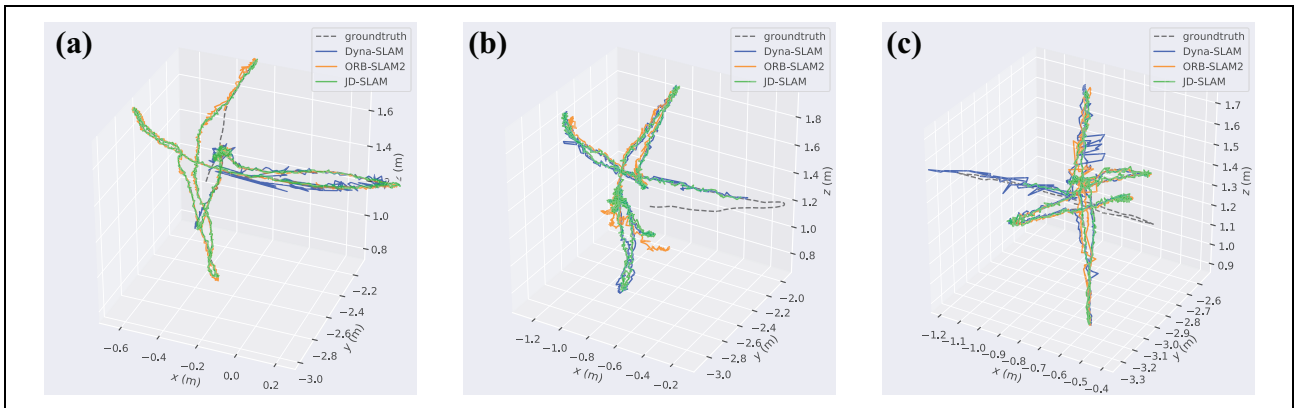 (a)
groundtruth
Dyna-SLAM
ORB-SLAM2
JD-SLAM
1.6
1.4
1.0
0.8
−2.2
−2.4
−2.6
−2.8
−3.0
y (m)
−0.6
−0.4
−0.2
0.0
0.2
x (m)
(b)
groundtruth
Dyna-SLAM
ORB-SLAM2
JD-SLAM
1.8
1.6
1.4
1.2
1.0
0.8
z (m)
−2.0
−2.2
−2.4
−2.6
−2.8
−3.0
y (m)
−1.2
−1.0
−0.8
−0.6
−0.4
−0.2
x (m)
(c)
groundtruth
Dyna-SLAM
ORB-SLAM2
JD-SLAM
1.7
1.6
1.5
1.4
1.3
1.2
1.1
1.0
0.9
z (m)
−2.6
−2.7
−2.8
−2.9
−3.0
−3.1
−3.2
−3.3
y (m)
−1.2
−1.1
−1.0
−0.9
−0.8
−0.7
−0.6
−0.5
−0.4
x (m)